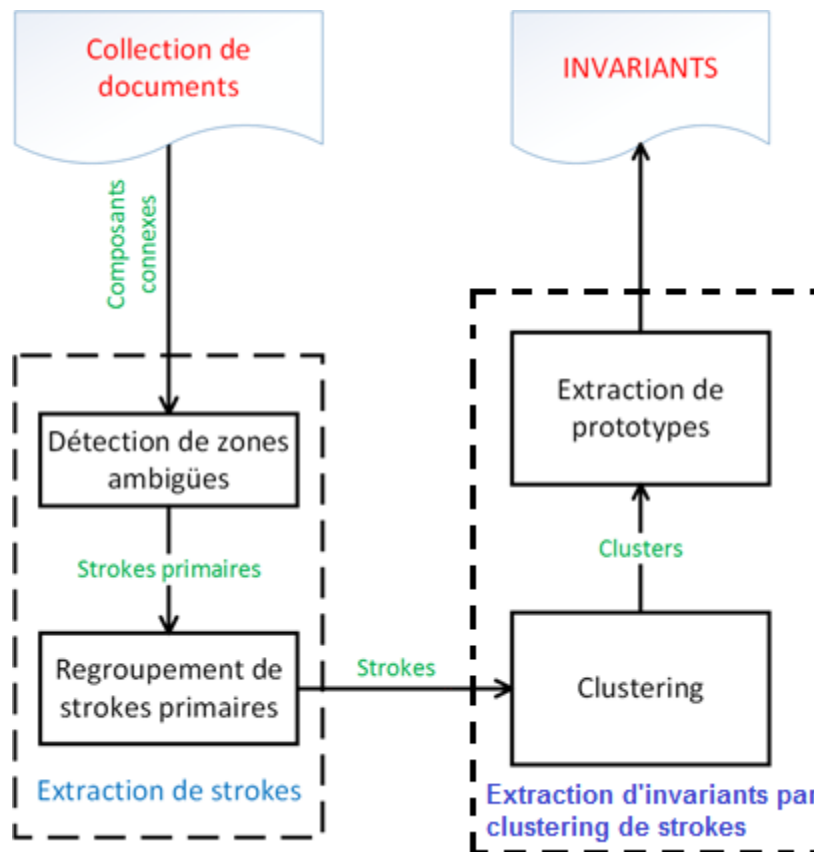 Collection de
documents
INVARIANTS
Composants
connexes
Détection de zones
ambigües
Strokes primaires
Regroupement de
strokes primaires
Extraction de strokes
Strokes
Extraction de
prototypes
Clusters
Clustering
Extraction d'invariants par
clustering de strokes